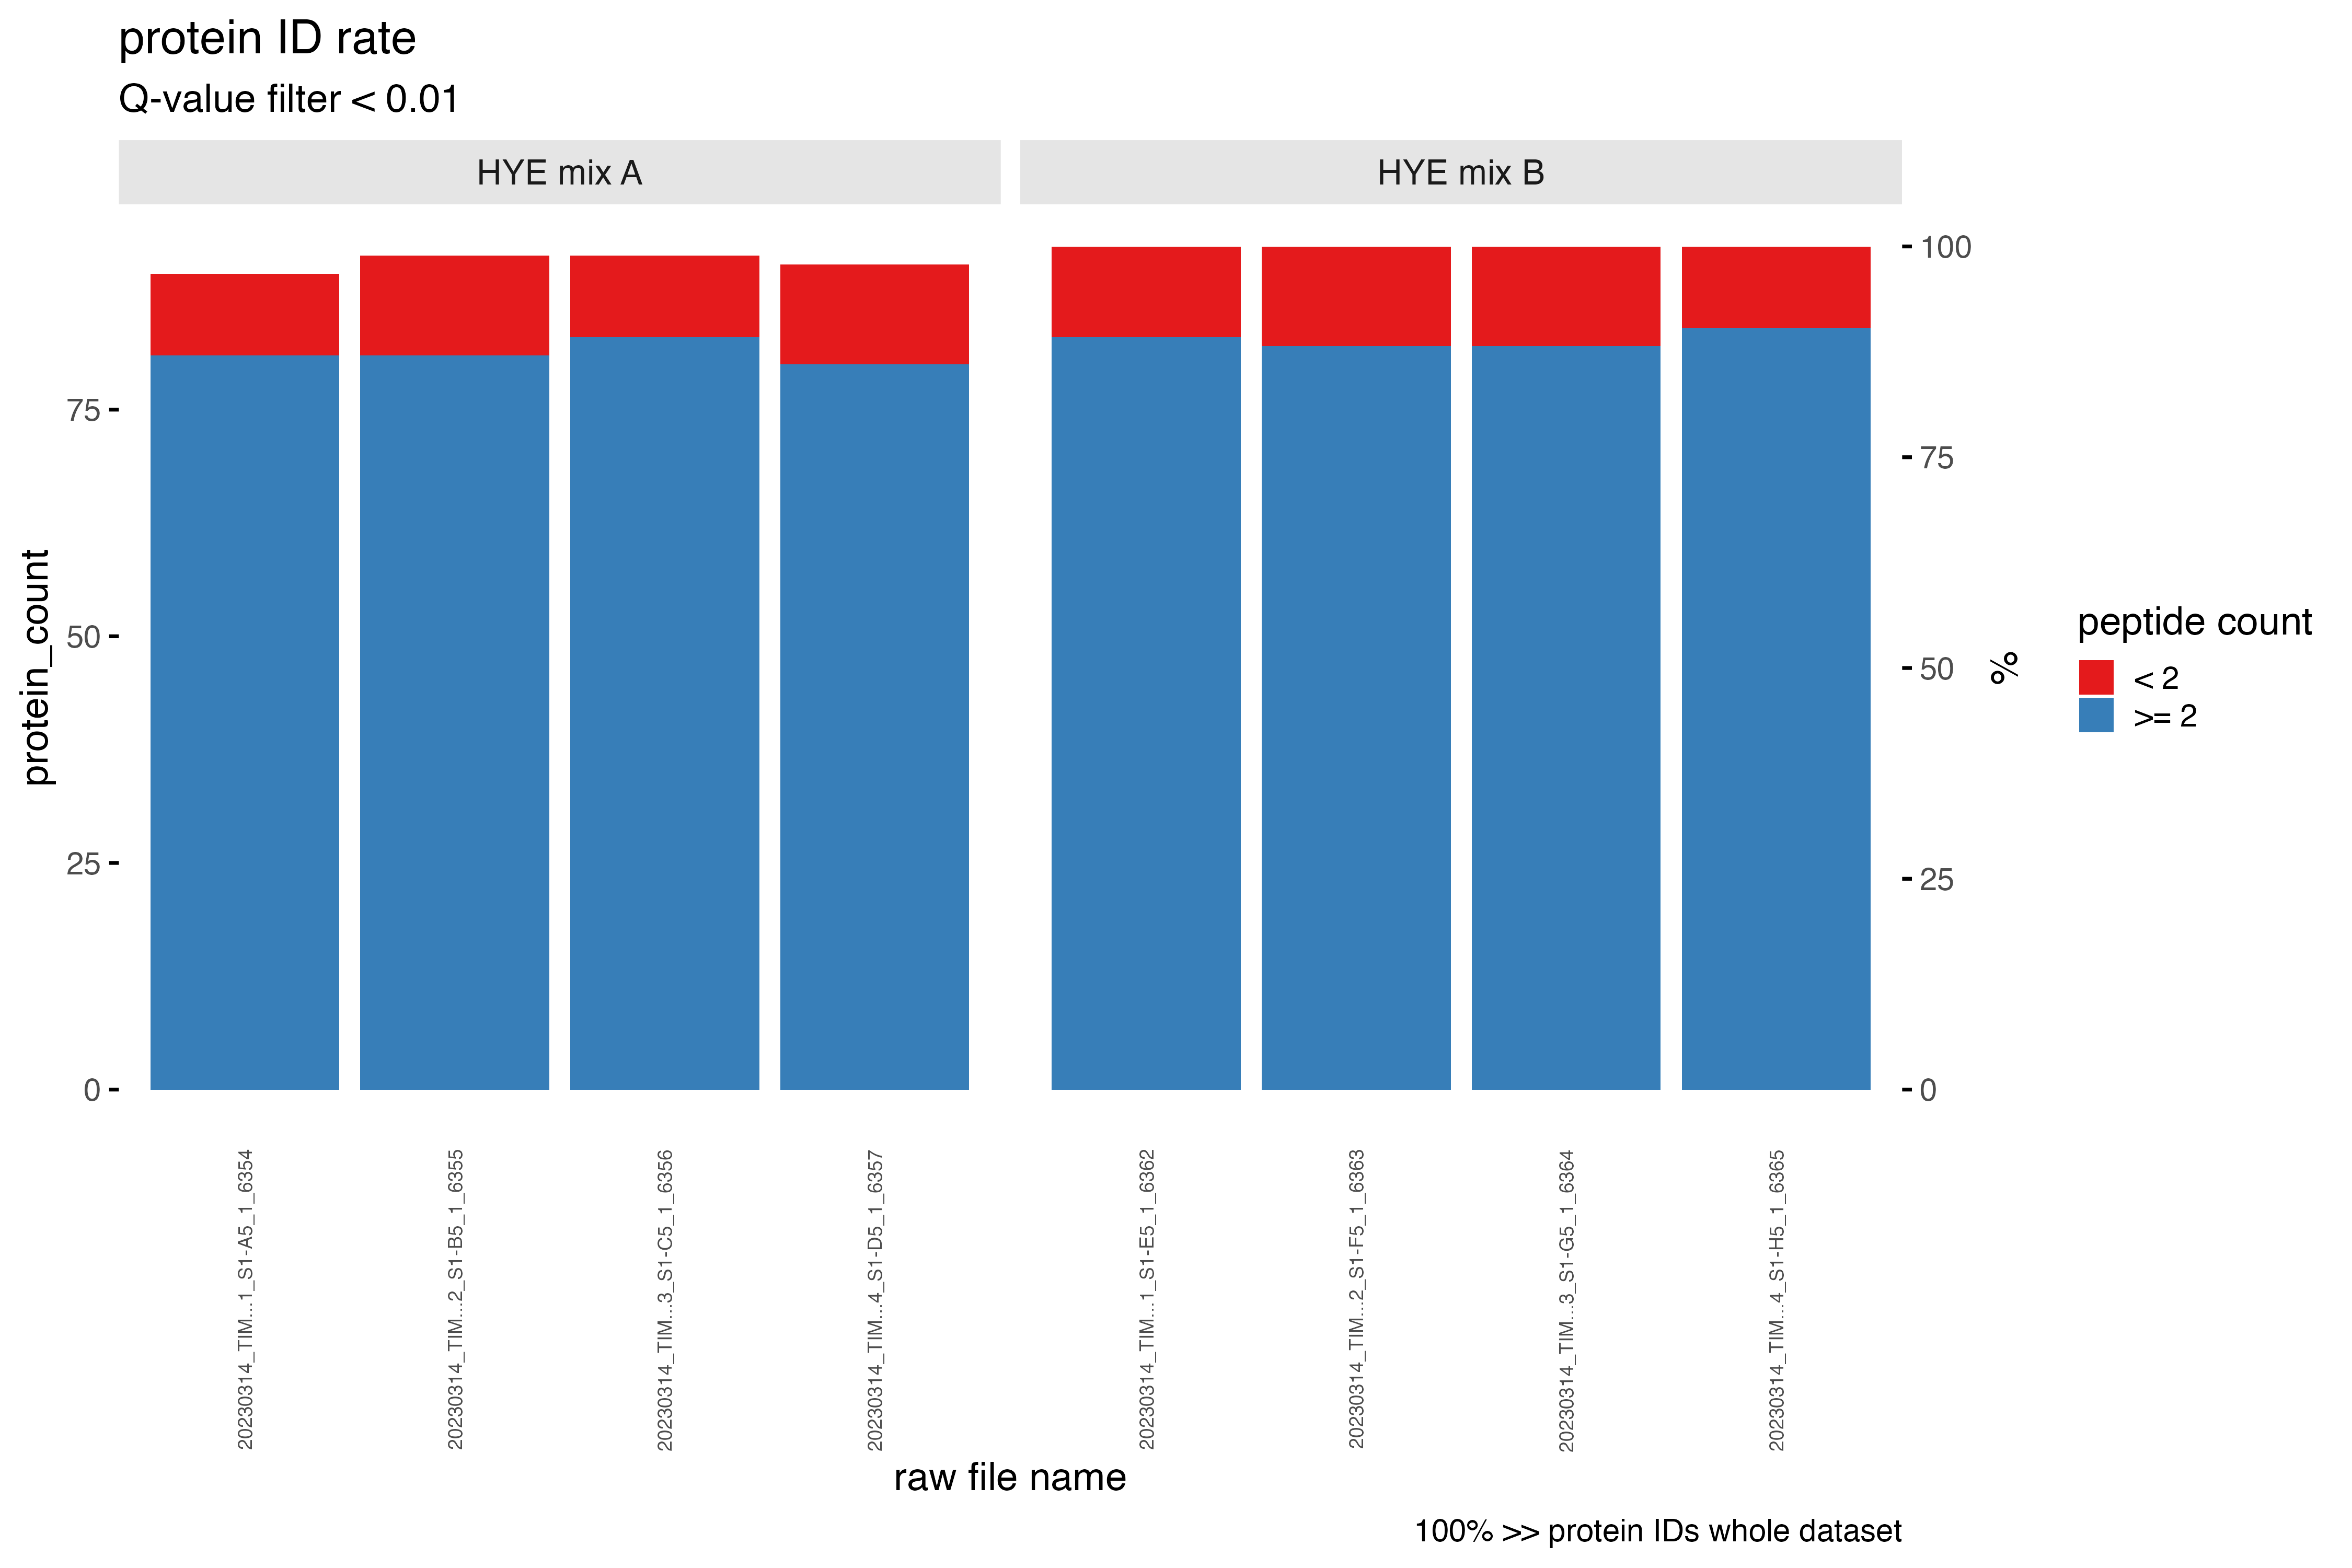 protein ID rate
Q-value filter < 0.01
HYE mix A
HYE mix B
protein_count
75
50
25
0
100
75
50
25
0
%
peptide count
< 2
>= 2
20230314_TIM...1_S1-A5_1_6354
20230314_TIM...2_S1-B5_1_6355
20230314_TIM...3_S1-C5_1_6356
20230314_TIM...4_S1-D5_1_6357
20230314_TIM...1_S1-E5_1_6362
20230314_TIM...2_S1-F5_1_6363
20230314_TIM...3_S1-G5_1_6364
20230314_TIM...4_S1-H5_1_6365
raw file name
100% >> protein IDs whole dataset